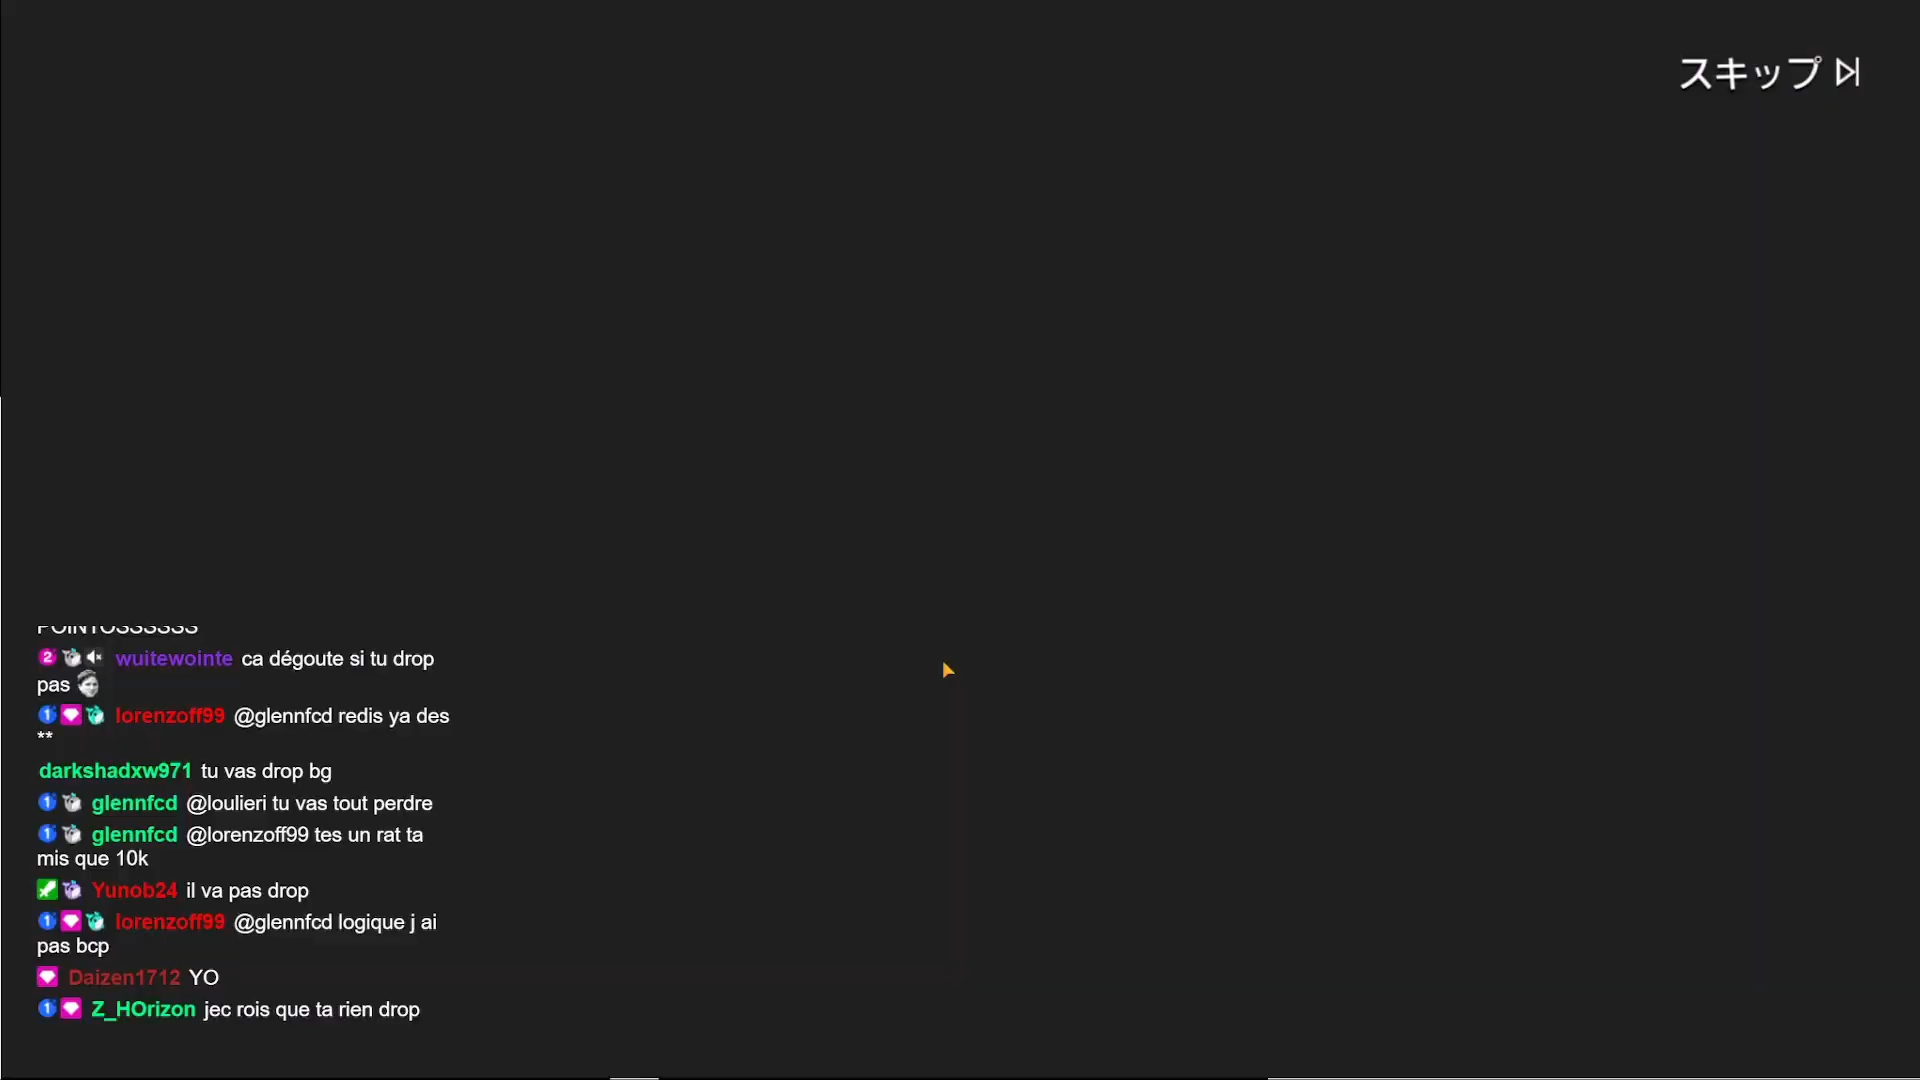 スキップ
POINTOSSSSSS
wuitewointe ca dégoute si tu drop
pas
lorenzoff99 @glennfcd redis ya des
**
darkshadxw971 tu vas drop bg
glennfcd @loulieri tu vas tout perdre
glennfcd @lorenzoff99 tes un rat ta
mis que 10k
Yunob24 il va pas drop
lorenzoff99 @glennfcd logique j ai
pas bcp
Daizen1712 YO
Z_HOrizon jec rois que ta rien drop